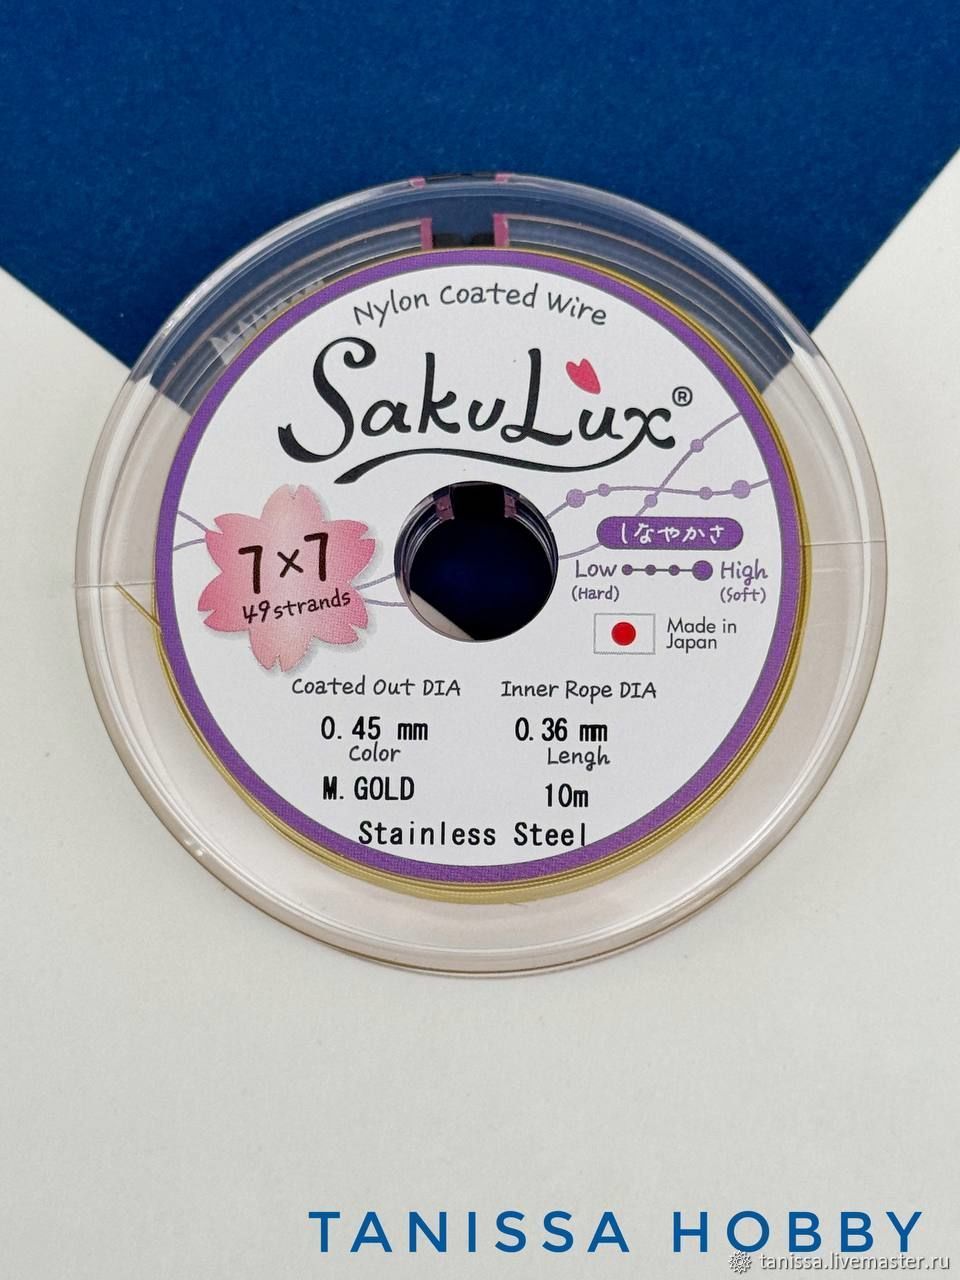 Nylon Coated Wire
SakuLux®
7×7
49strands
しなやかさ
Low High
(Hard) (Soft)
Made in
Japan
Coated Out DIA Inner Rope DIA
0.45 mm 0.36 mm
Color Lengh
M.GOLD 10m
Stainless Steel
TANISSA HOBBY
tanissa.livemaster.ru